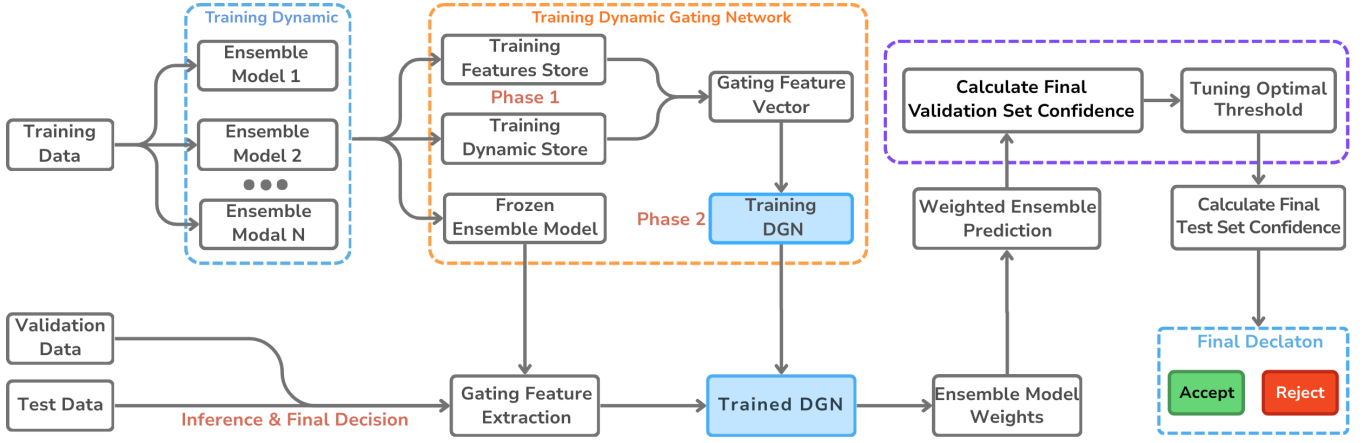 Training Dynamic
Ensemble
Model 1
Ensemble
Model 2
Ensemble
Modal N
Training
Data
Training Dynamic Gating Network
Training
Features Store
Phase 1
Training
Dynamic Store
Frozen
Ensemble Model
Gating Feature
Vector
Phase 2
Training
DGN
Calculate Final
Validation Set Confidence
Tuning Optimal
Threshold
Weighted Ensemble
Prediction
Calculate Final
Test Set Confidence
Validation
Data
Test Data
Inference & Final Decision
Gating Feature
Extraction
Trained DGN
Ensemble Model
Weights
Final Declaton
Accept
Reject